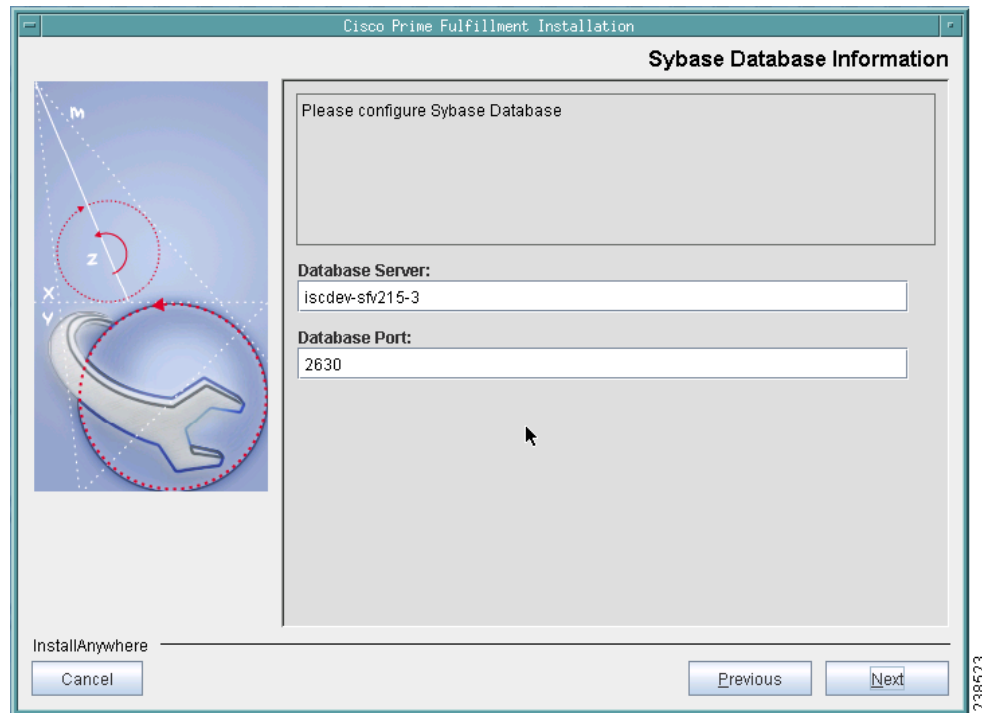 Cisco Prime Fulfillment Installation
Sybase Database Information
m
z
X
Y
Please configure Sybase Database
Database Server:
iscdev-sfv215-3
Database Port:
2630
InstallAnywhere
Cancel
Previous
Next
238523